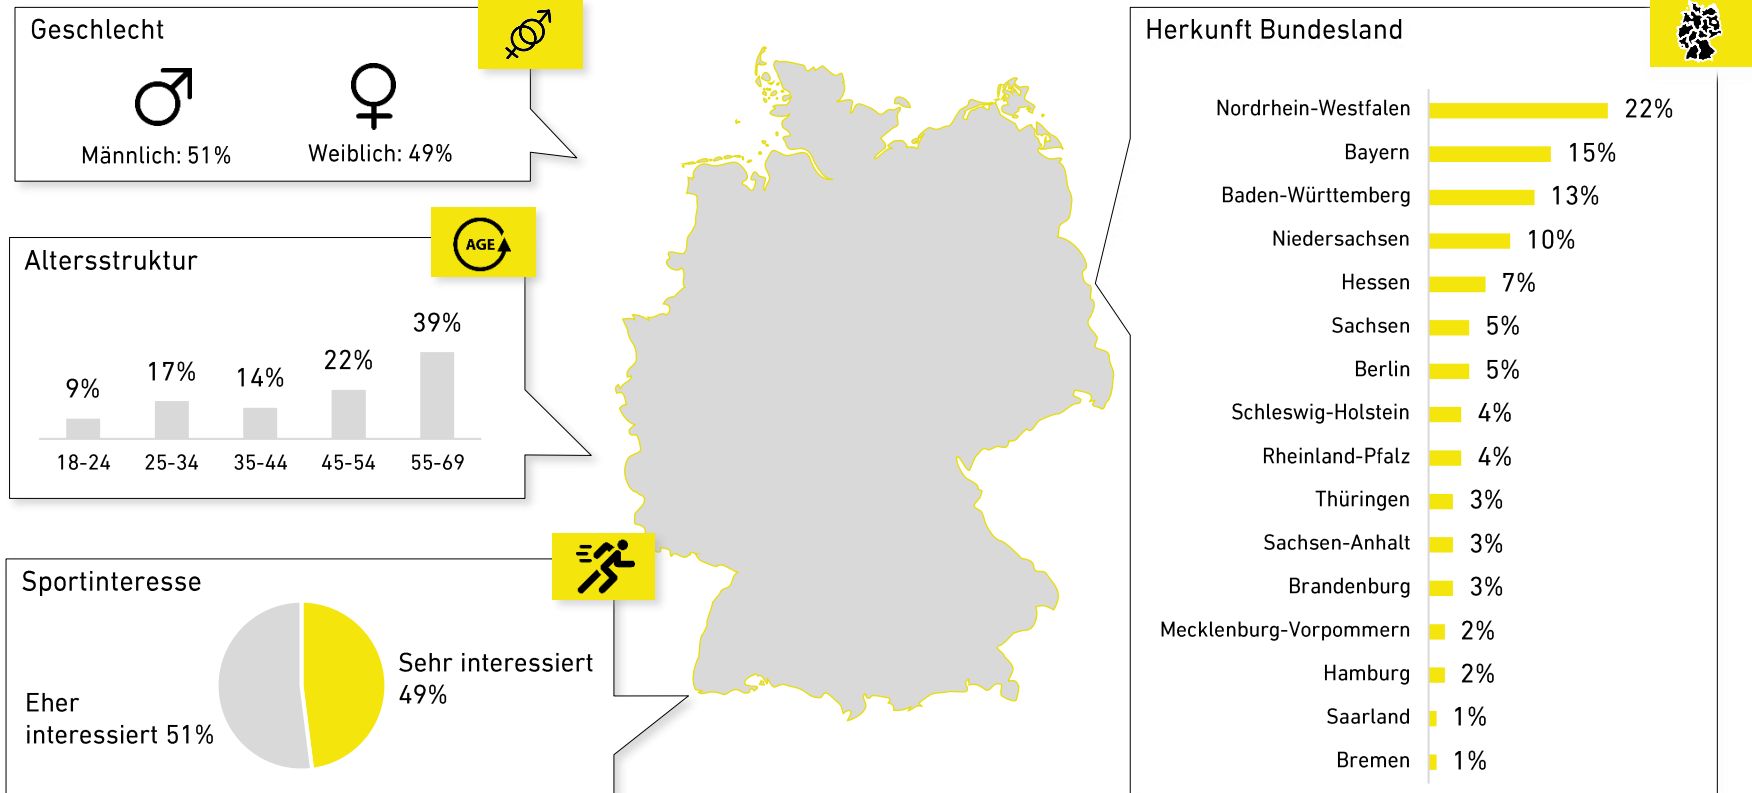 Geschlecht
Männlich: 51%
Weiblich: 49%
Altersstruktur
AGE
9%
17%
14%
22%
39%
18-24
25-34
35-44
45-54
55-69
Sportinteresse
Sehr interessiert
49%
Eher
interessiert 51%
Herkunft Bundesland
Nordrhein-Westfalen 22%
Bayern 15%
Baden-Württemberg 13%
Niedersachsen 10%
Hessen 7%
Sachsen 5%
Berlin 5%
Schleswig-Holstein 4%
Rheinland-Pfalz 4%
Thüringen 3%
Sachsen-Anhalt 3%
Brandenburg 3%
Mecklenburg-Vorpommern 2%
Hamburg 2%
Saarland 1%
Bremen 1%